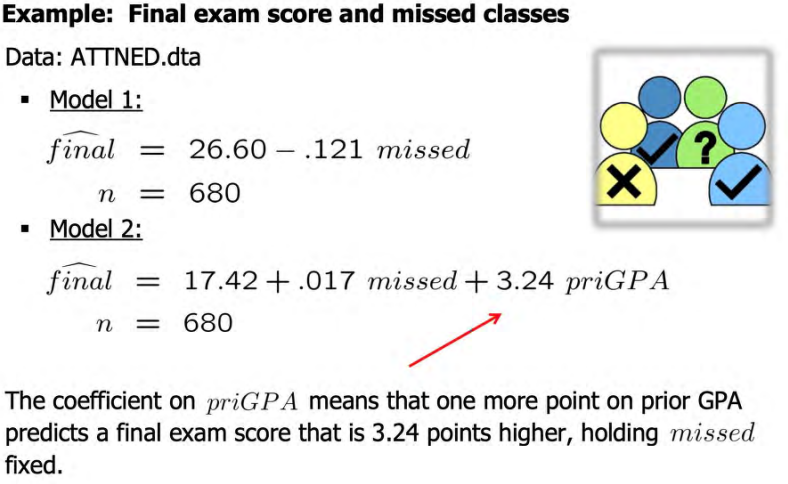 Example: Final exam score and missed classes
Data: ATTNED.dta
▪ Model 1:
\widehat{final} = 26.60 − .121 missed
n = 680
▪ Model 2:
\widehat{final} = 17.42 + .017 missed + 3.24 priGPA
n = 680
?
The coefficient on priGPA means that one more point on prior GPA
predicts a final exam score that is 3.24 points higher, holding missed
fixed.